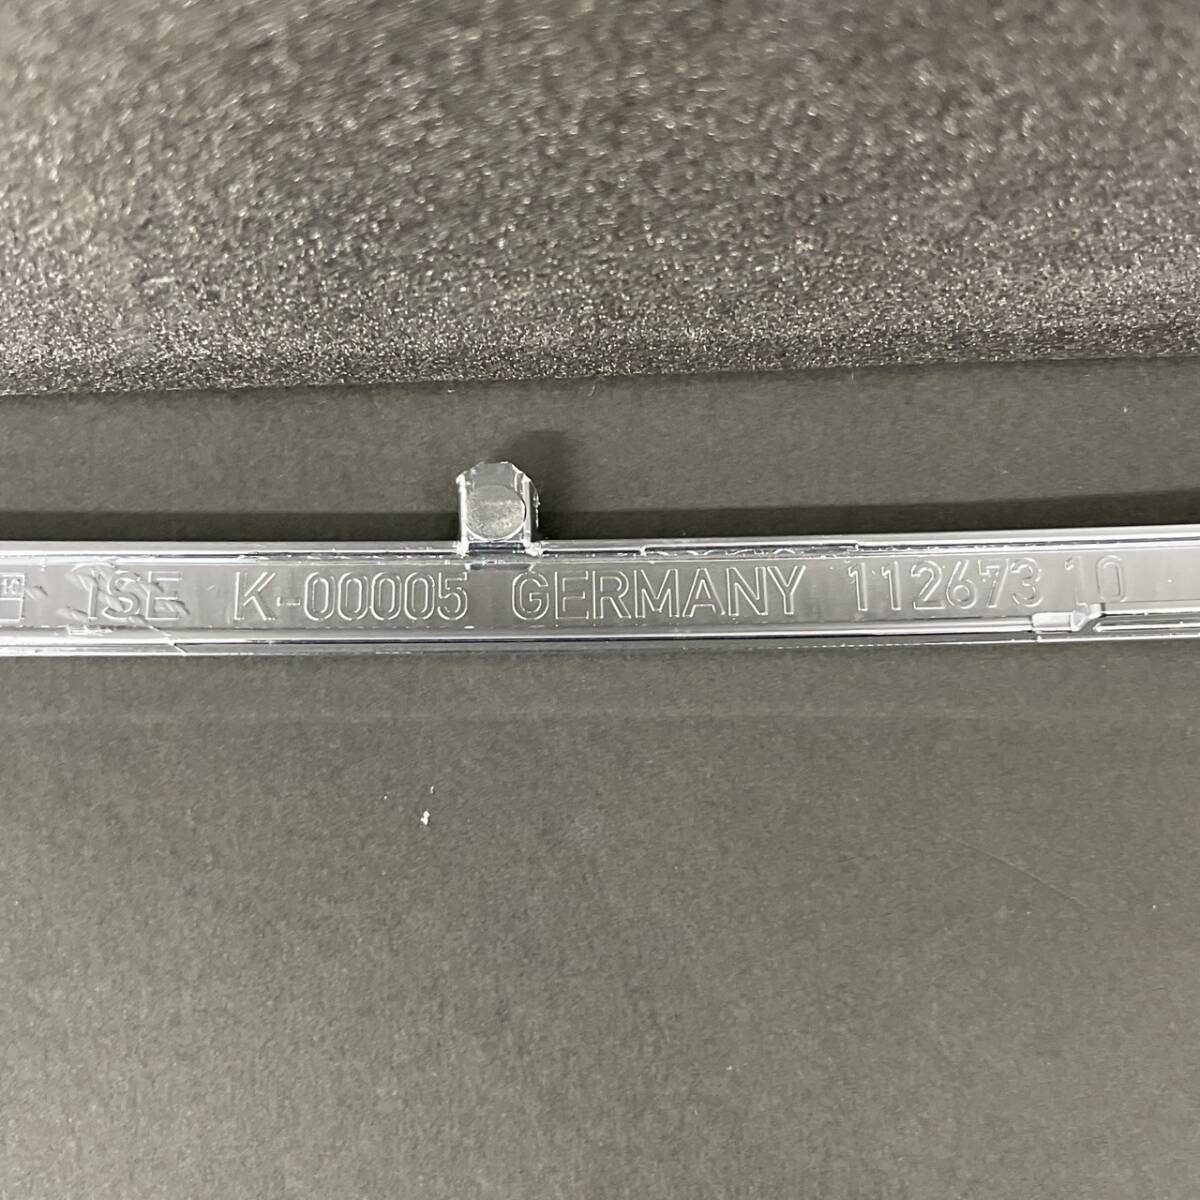 ISE K-00005 GERMANY 112673 10